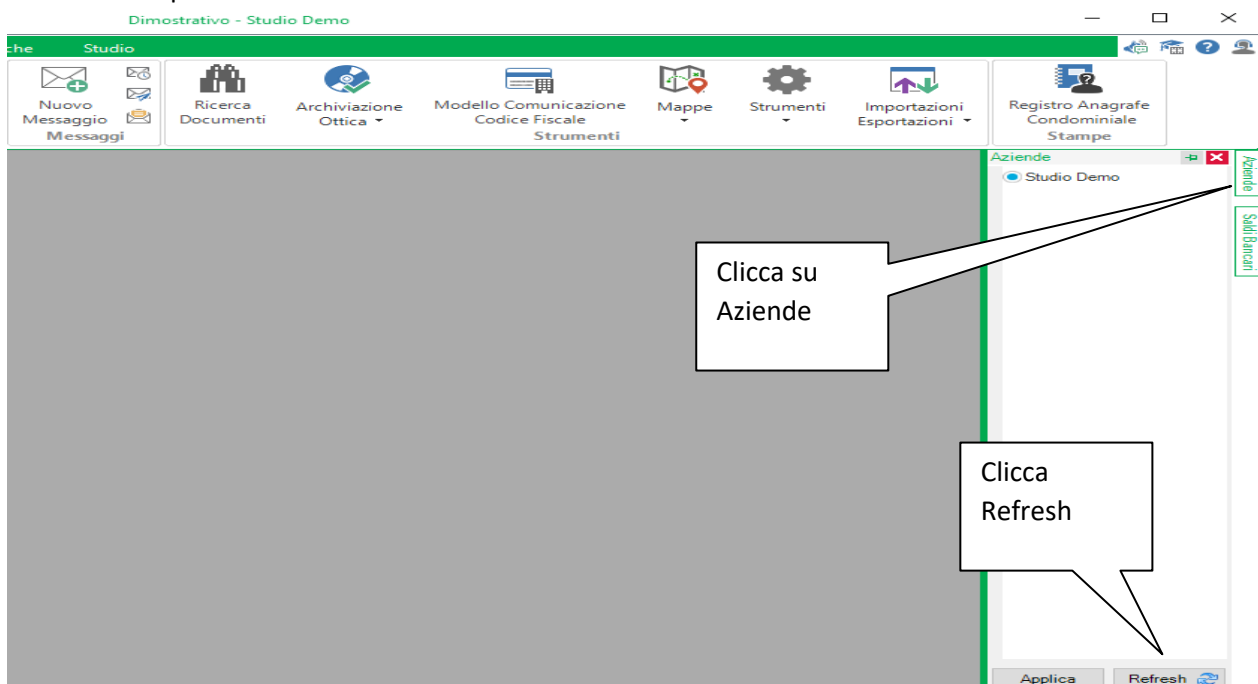 Dimostrativo - Studio Demo
che Studio
Nuovo
Messaggio
Messaggi
Ricerca
Documenti
Archiviazione
Ottica
Modello Comunicazione
Codice Fiscale
Mappe
Strumenti
Importazioni
Esportazioni
Strumenti
Registro Anagrafe
Condominiale
Stampe
Aziende
Studio Demo
Aziende
Saldi Bancari
Clicca su
Aziende
Clicca
Refresh
Applica Refresh